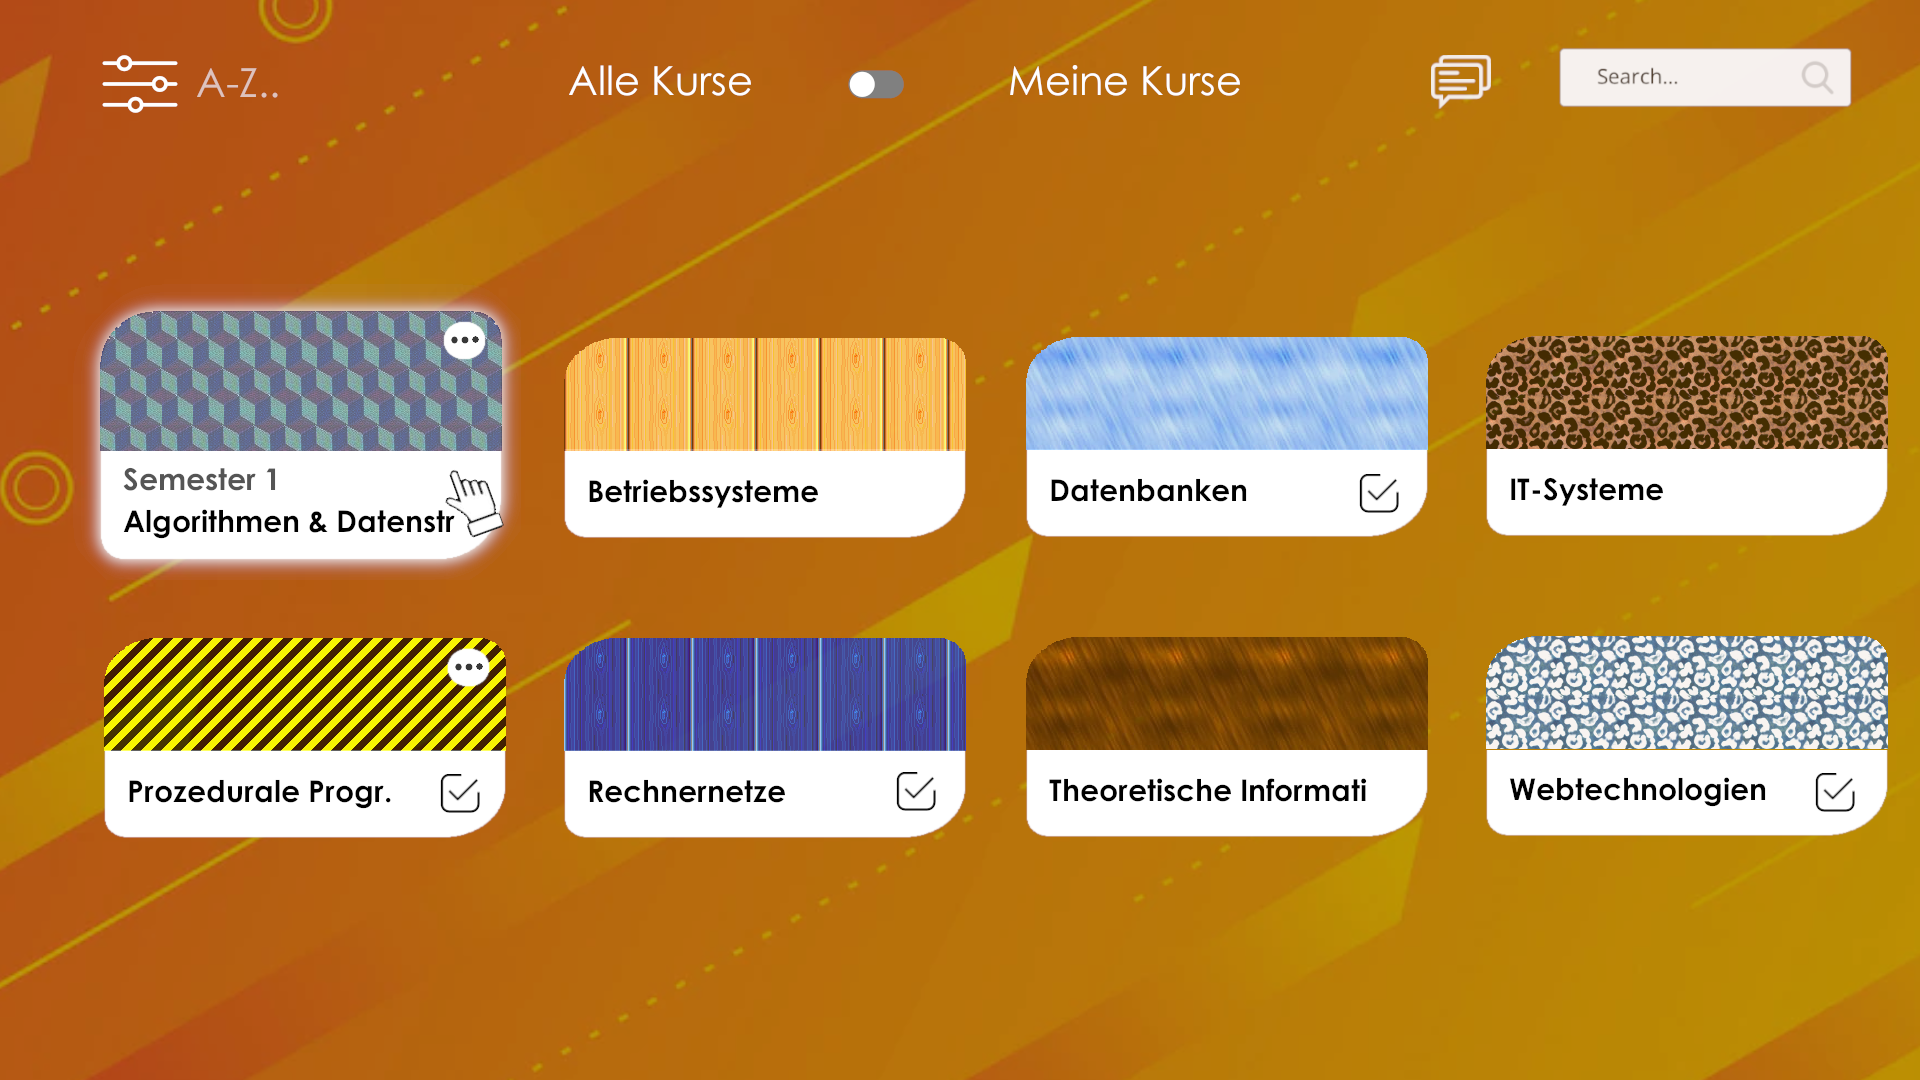 A-Z..
Alle Kurse
Meine Kurse
Search...
Semester 1
Algorithmen & Datenstr
Betriebssysteme
Datenbanken
IT-Systeme
Prozedurale Progr.
Rechnernetze
Theoretische Informati
Webtechnologien